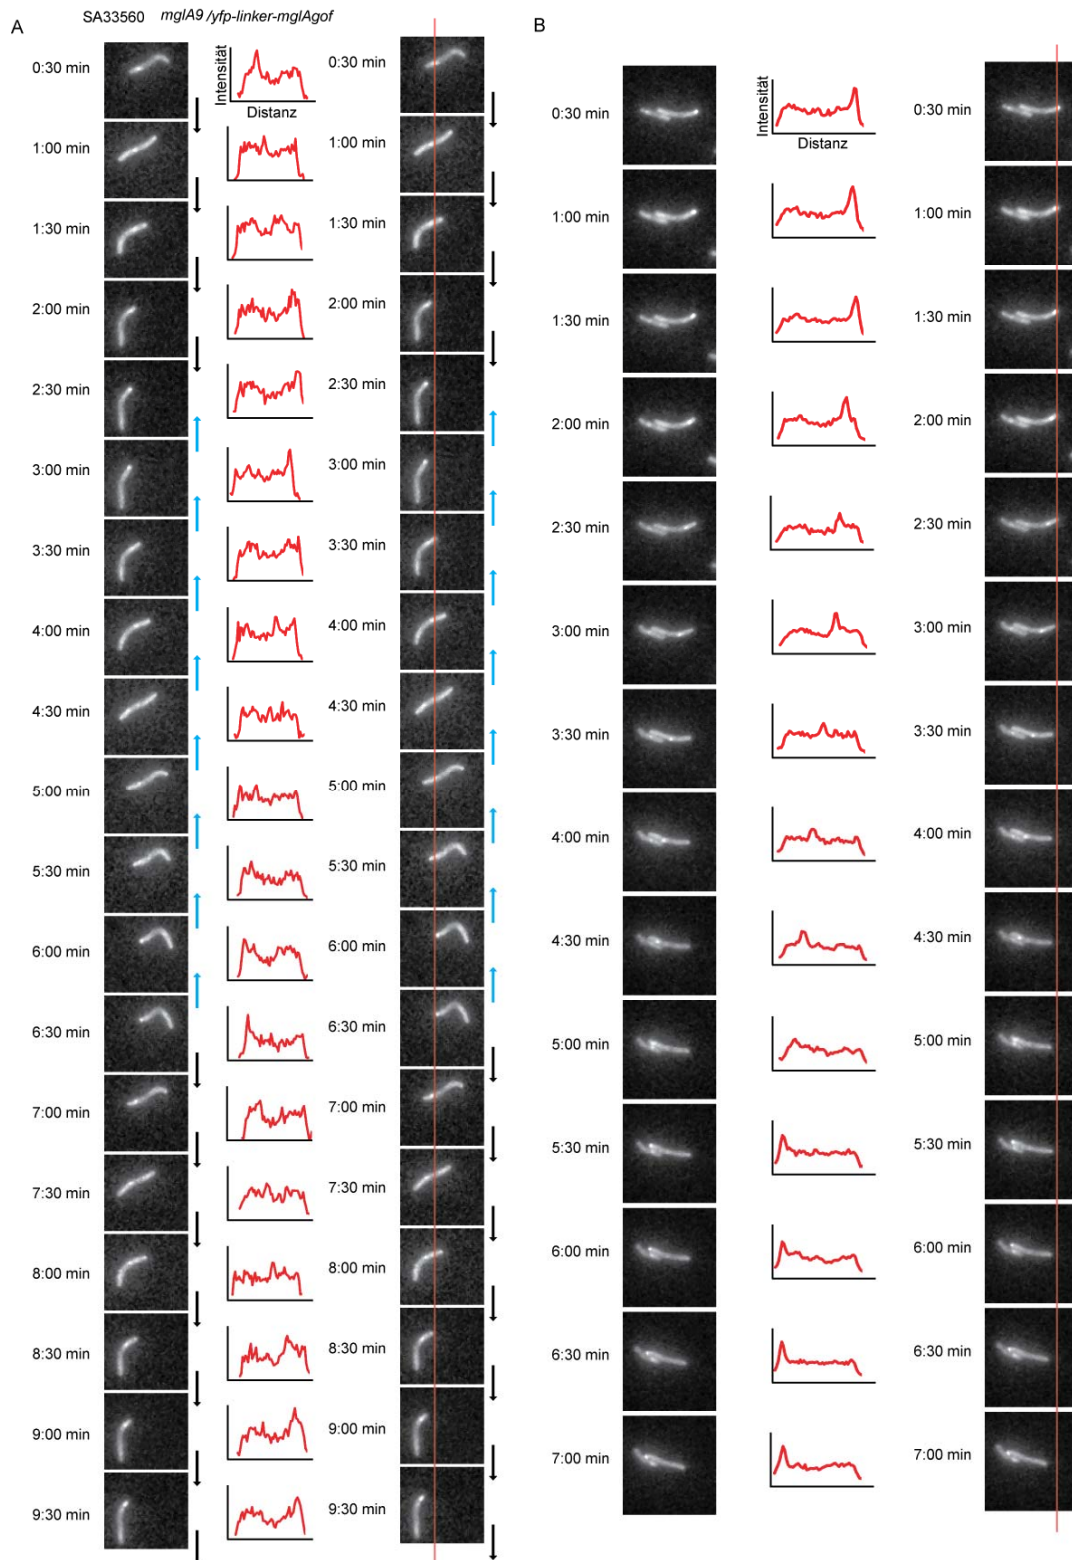 SA33560 mglA9 /yfp-linker-mglAgof
A
0:30 min
Intensität
Distanz
0:30 min
1:00 min
1:00 min
1:30 min
1:30 min
2:00 min
2:00 min
2:30 min
2:30 min
3:00 min
3:00 min
3:30 min
3:30 min
4:00 min
4:00 min
4:30 min
4:30 min
5:00 min
5:00 min
5:30 min
5:30 min
6:00 min
6:00 min
6:30 min
6:30 min
7:00 min
7:00 min
7:30 min
7:30 min
8:00 min
8:00 min
8:30 min
8:30 min
9:00 min
9:00 min
9:30 min
9:30 min
B
0:30 min
Intensität
Distanz
0:30 min
1:00 min
1:00 min
1:30 min
1:30 min
2:00 min
2:00 min
2:30 min
2:30 min
3:00 min
3:00 min
3:30 min
3:30 min
4:00 min
4:00 min
4:30 min
4:30 min
5:00 min
5:00 min
5:30 min
5:30 min
6:00 min
6:00 min
6:30 min
6:30 min
7:00 min
7:00 min